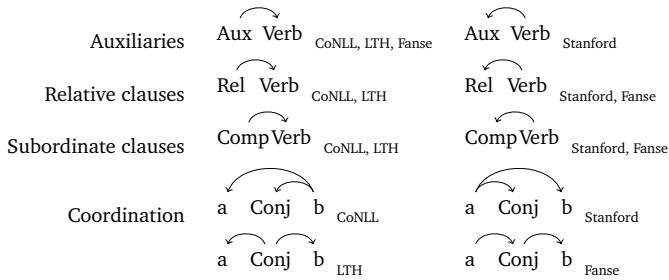 Auxiliaries Aux Verb CoNLL, LTH, Fanse Aux Verb Stanford
Relative clauses Rel Verb CoNLL, LTH Rel Verb Stanford, Fanse
Subordinate clauses Comp Verb CoNLL, LTH Comp Verb Stanford, Fanse
Coordination a Conj b CoNLL a Conj b Stanford
a Conj b LTH a Conj b Fanse